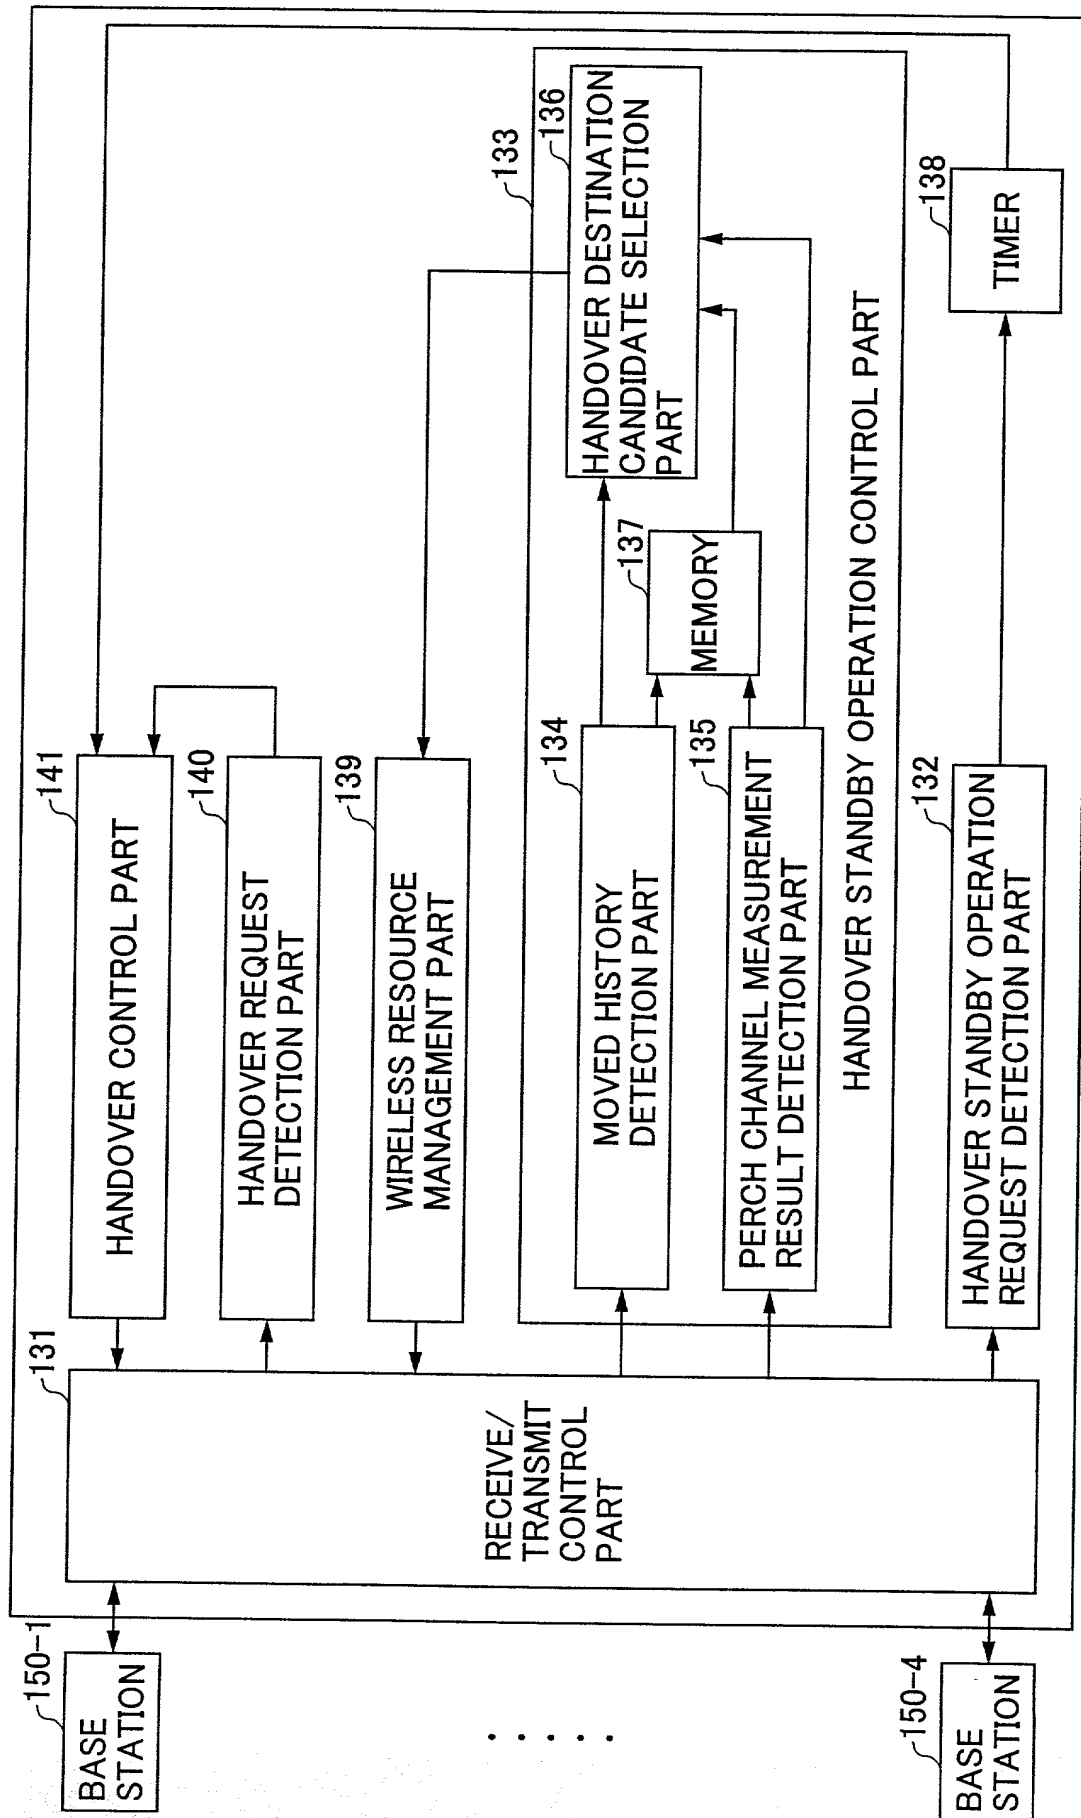 150-1
BASE
STATION
150-4
BASE
STATION
131
RECEIVE/
TRANSMIT
CONTROL
PART
141
HANDOVER CONTROL PART
140
HANDOVER REQUEST
DETECTION PART
139
WIRELESS RESOURCE
MANAGEMENT PART
133
134
MOVED HISTORY
DETECTION PART
135
PERCH CHANNEL MEASUREMENT
RESULT DETECTION PART
137
MEMORY
136
HANDOVER DESTINATION
CANDIDATE SELECTION
PART
HANDOVER STANDBY OPERATION CONTROL PART
132
HANDOVER STANDBY OPERATION
REQUEST DETECTION PART
138
TIMER